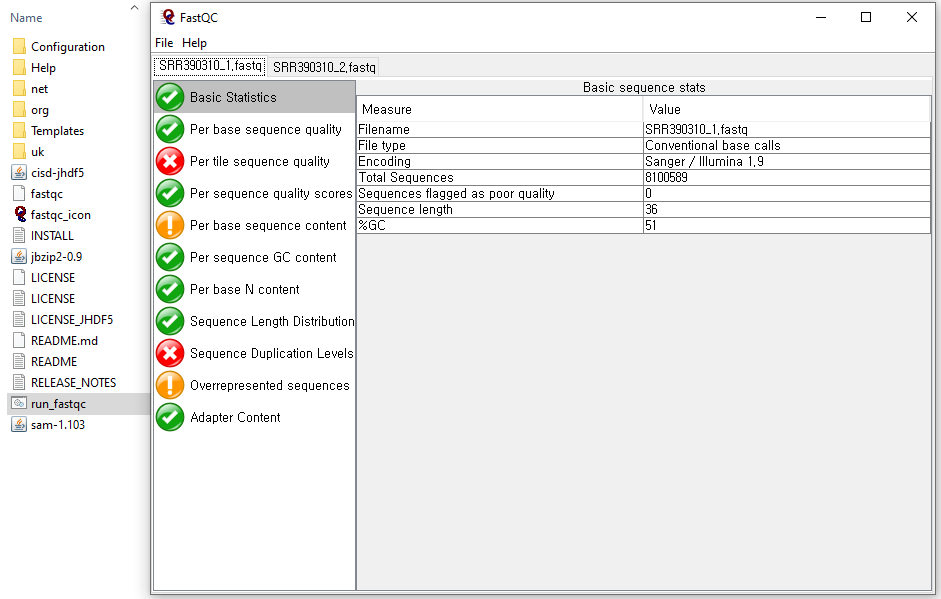 Name
Configuration
Help
net
org
Templates
uk
cisd-jhdf5
fastqc
fastqc_icon
INSTALL
jbzip2-0.9
LICENSE
LICENSE
LICENSE_JHDF5
README.md
README
RELEASE_NOTES
run_fastqc
sam-1.103
FastQC
File Help
SRR390310_1.fastq SRR390310_2.fastq
Basic Statistics
Per base sequence quality
Per tile sequence quality
Per sequence quality scores
Per base sequence content
Per sequence GC content
Per base N content
Sequence Length Distribution
Sequence Duplication Levels
Overrepresented sequences
Adapter Content
Basic sequence stats
Measure Value
Filename SRR390310_1.fastq
File type Conventional base calls
Encoding Sanger / Illumina 1.9
Total Sequences 8100589
Sequences flagged as poor quality 0
Sequence length 36
%GC 51